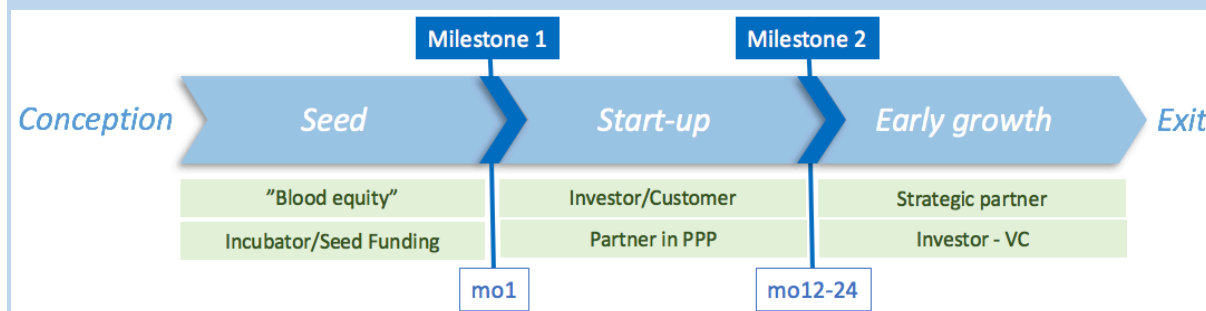 Milestone 1
Milestone 2
Conception
Seed
Start-up
Early growth
Exit
”Blood equity”
Investor/Customer
Strategic partner
Incubator/Seed Funding
Partner in PPP
Investor - VC
mo1
mo12-24